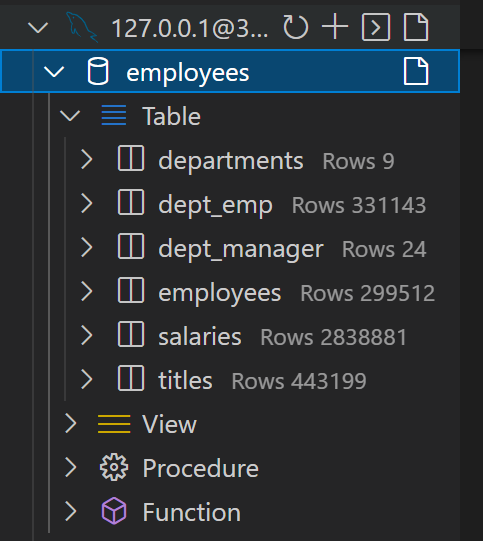 127.0.0.1@3...
employees
Table
departments Rows 9
dept_emp Rows 331143
dept_manager Rows 24
employees Rows 299512
salaries Rows 2838881
titles Rows 443199
View
Procedure
Function